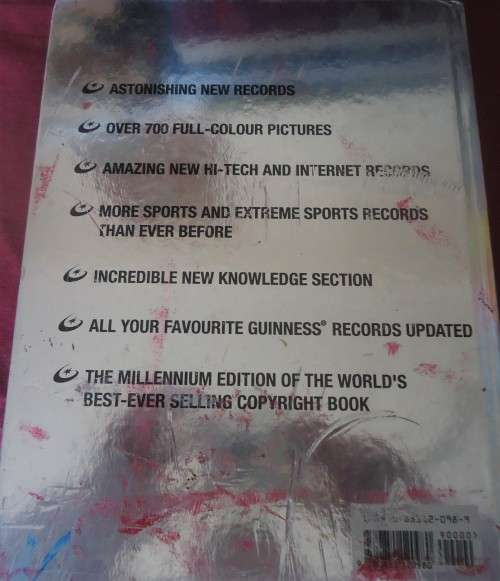 ASTONISHING NEW RECORDS
OVER 700 FULL-COLOUR PICTURES
AMAZING NEW HI-TECH AND INTERNET RECORDS
MORE SPORTS AND EXTREME SPORTS RECORDS
THAN EVER BEFORE
INCREDIBLE NEW KNOWLEDGE SECTION
ALL YOUR FAVOURITE GUINNESS® RECORDS UPDATED
THE MILLENNIUM EDITION OF THE WORLD'S
BEST-EVER SELLING COPYRIGHT BOOK
90000